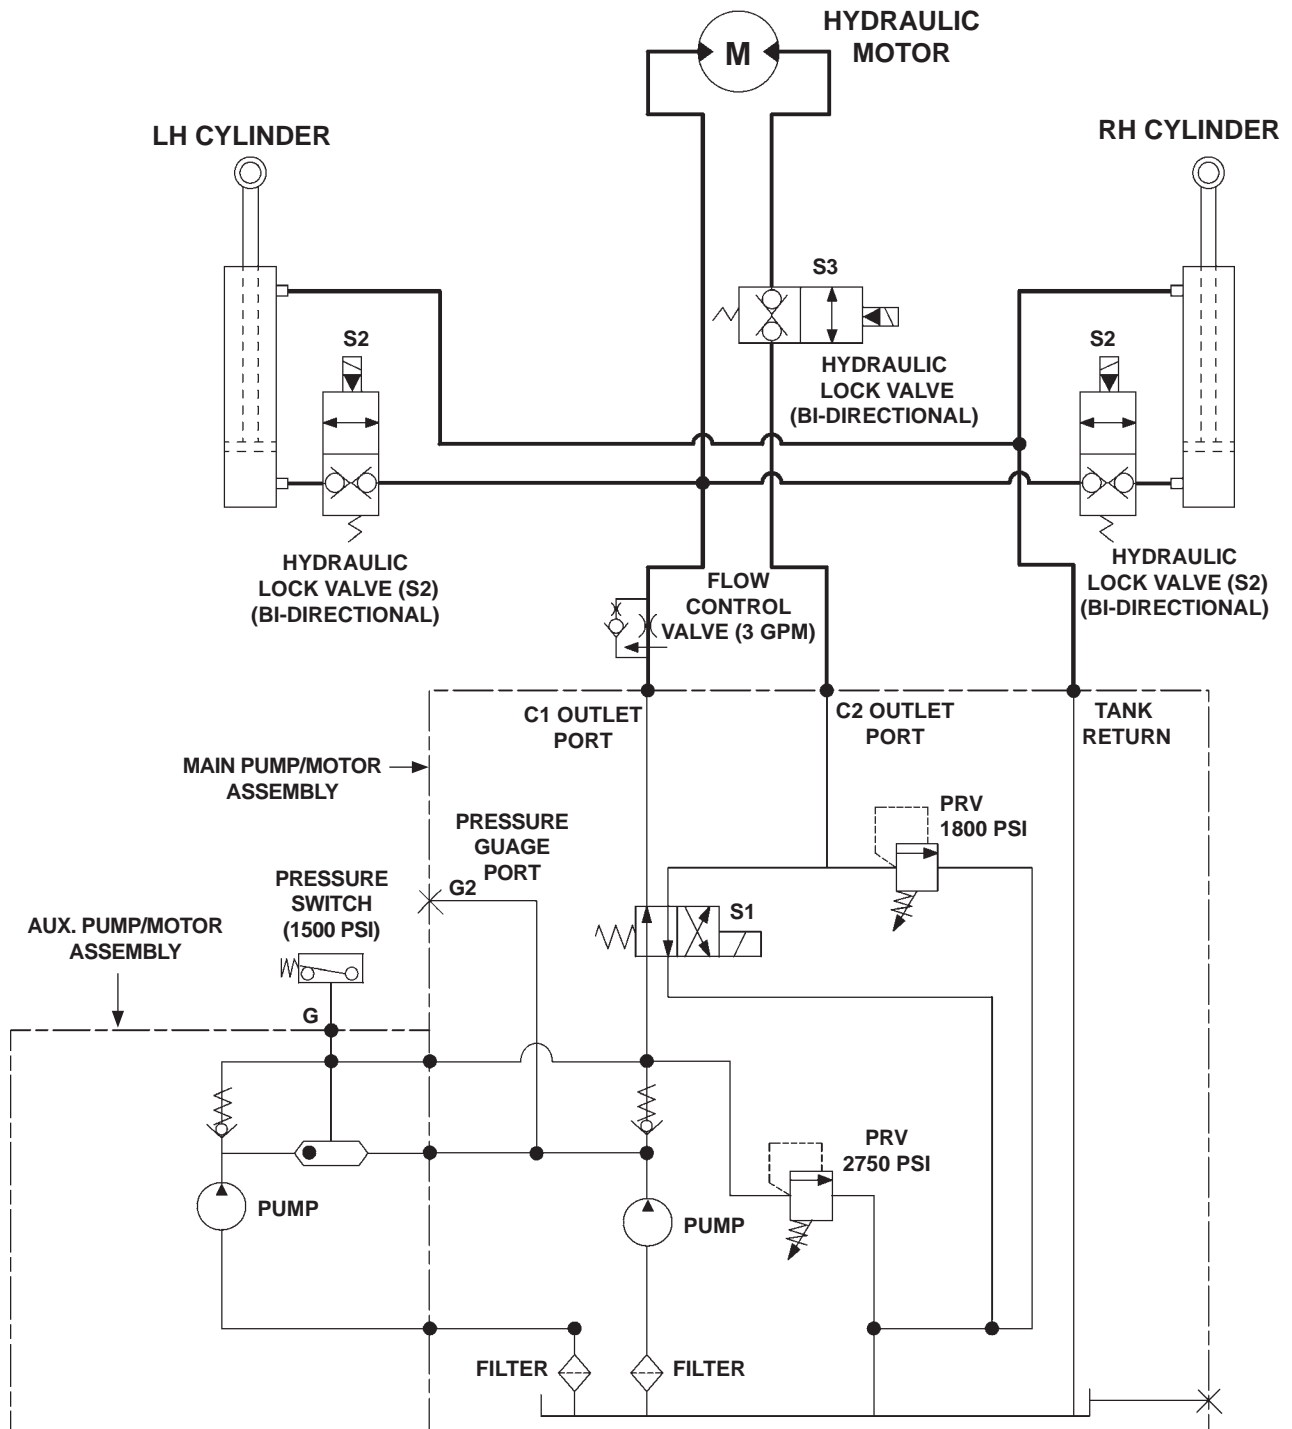 HYDRAULIC
MOTOR
M
LH CYLINDER
RH CYLINDER
S3
S2
S2
HYDRAULIC
LOCK VALVE
(BI-DIRECTIONAL)
HYDRAULIC
LOCK VALVE (S2)
(BI-DIRECTIONAL)
FLOW
CONTROL
VALVE (3 GPM)
HYDRAULIC
LOCK VALVE (S2)
(BI-DIRECTIONAL)
C1 OUTLET
PORT
C2 OUTLET
PORT
TANK
RETURN
MAIN PUMP/MOTOR
ASSEMBLY
PRV
1800 PSI
PRESSURE
GUAGE
PORT
G2
PRESSURE
SWITCH
(1500 PSI)
S1
AUX. PUMP/MOTOR
ASSEMBLY
G
PRV
2750 PSI
PUMP
PUMP
FILTER
FILTER